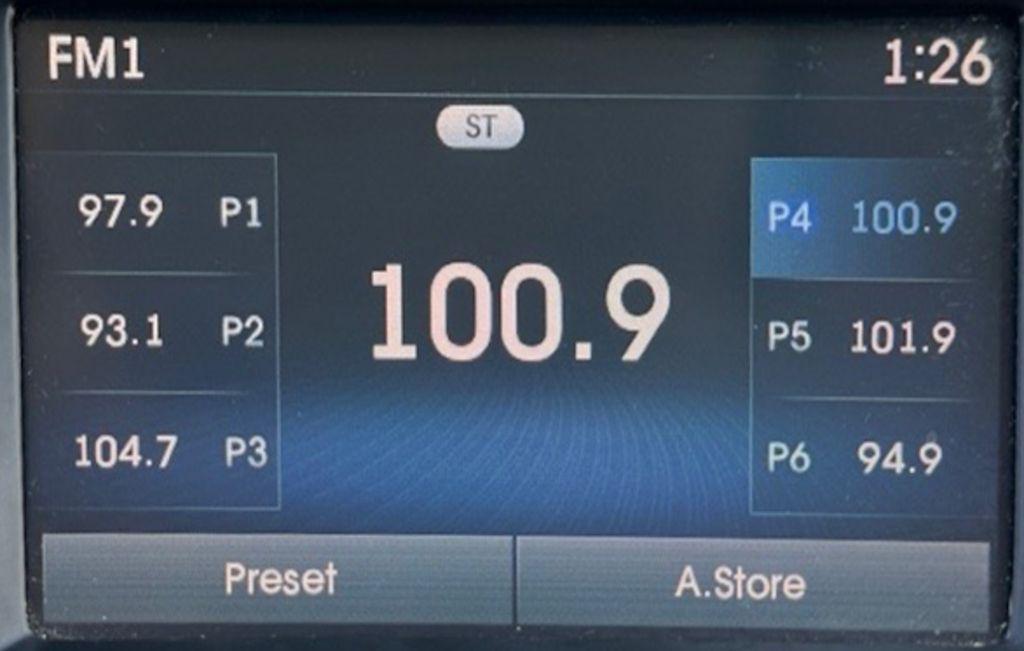 FM1 1:26
ST
97.9 P1
93.1 P2
104.7 P3
100.9
P4 100.9
P5 101.9
P6 94.9
Preset A.Store